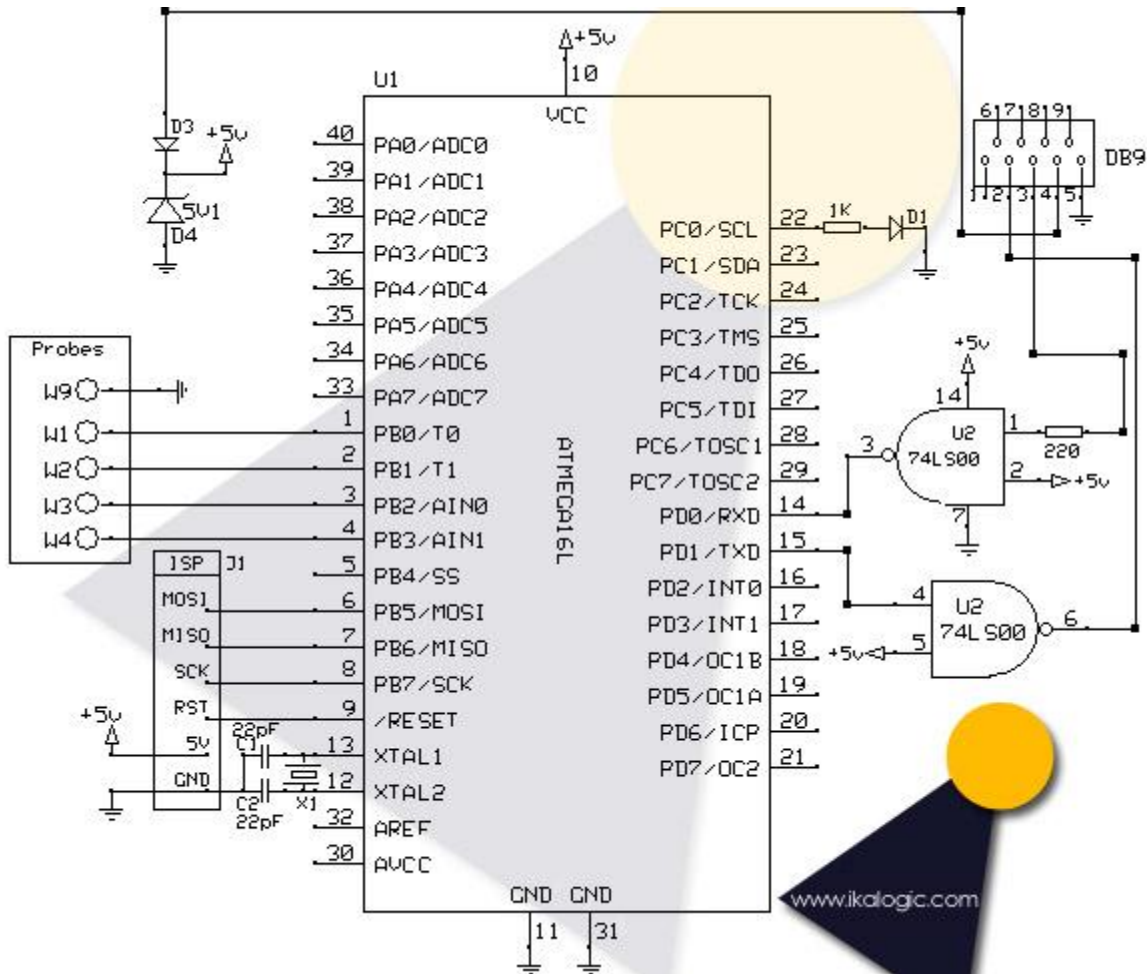 +5v
10
U1
VCC
D3
+5v
5V1
D4
40 PA0/ADC0
39 PA1/ADC1
38 PA2/ADC2
37 PA3/ADC3
36 PA4/ADC4
35 PA5/ADC5
34 PA6/ADC6
33 PA7/ADC7
1 PB0/T0
2 PB1/T1
3 PB2/AIN0
4 PB3/AIN1
5 PB4/SS
6 PB5/MOSI
7 PB6/MISO
8 PB7/SCK
9 /RESET
13 XTAL1
12 XTAL2
32 AREF
30 AVCC
Probes
W9
W1
W2
W3
W4
ISP J1
MOSI
MISO
SCK
RST
5V
GND
+5v
22pF
C1
C2
22pF
X1
ATMEGA16L
GND GND
11 31
PC0/SCL 22
PC1/SDA 23
PC2/TCK 24
PC3/TMS 25
PC4/TDO 26
PC5/TDI 27
PC6/TOSC1 28
PC7/TOSC2 29
PD0/RXD 14
PD1/TXD 15
PD2/INT0 16
PD3/INT1 17
PD4/OC1B 18
PD5/OC1A 19
PD6/ICP 20
PD7/OC2 21
1K
D1
6 7 8 9
DB9
1 2 3 4 5
+5v
14
3
U2
74LS00
1
220
2
+5v
7
4
U2
74LS00
6
5
+5v
www.ikalogic.com